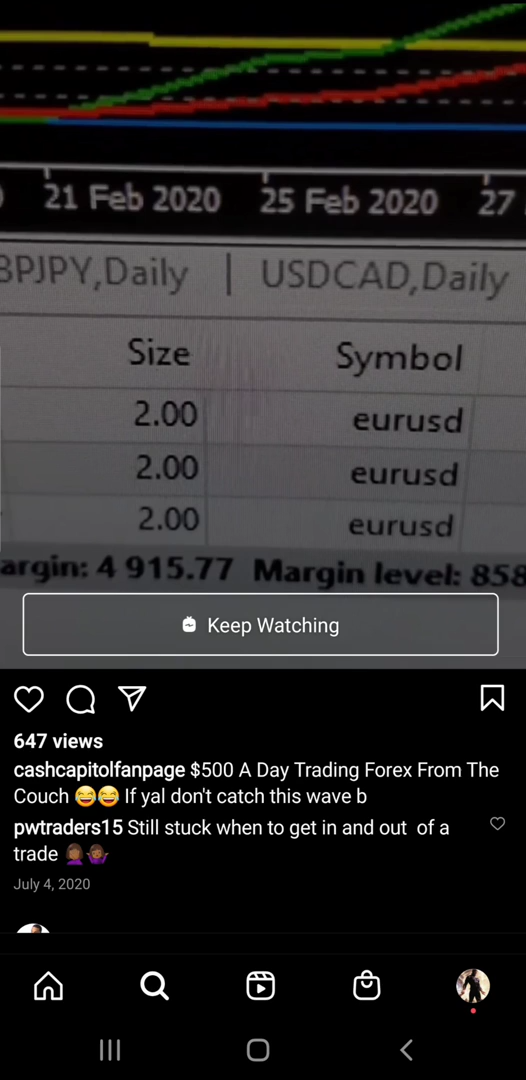 21 Feb 2020 25 Feb 2020 27
BPJPY,Daily | USDCAD,Daily
Size Symbol
2.00 eurusd
2.00 eurusd
2.00 eurusd
argin: 4 915.77 Margin level: 858
Keep Watching
647 views
cashcapitolfanpage $500 A Day Trading Forex From The
Couch 😂😂 If yal don't catch this wave b
pwtraders15 Still stuck when to get in and out of a
trade 🤦🏾‍♀️🤷🏾‍♀️
July 4, 2020